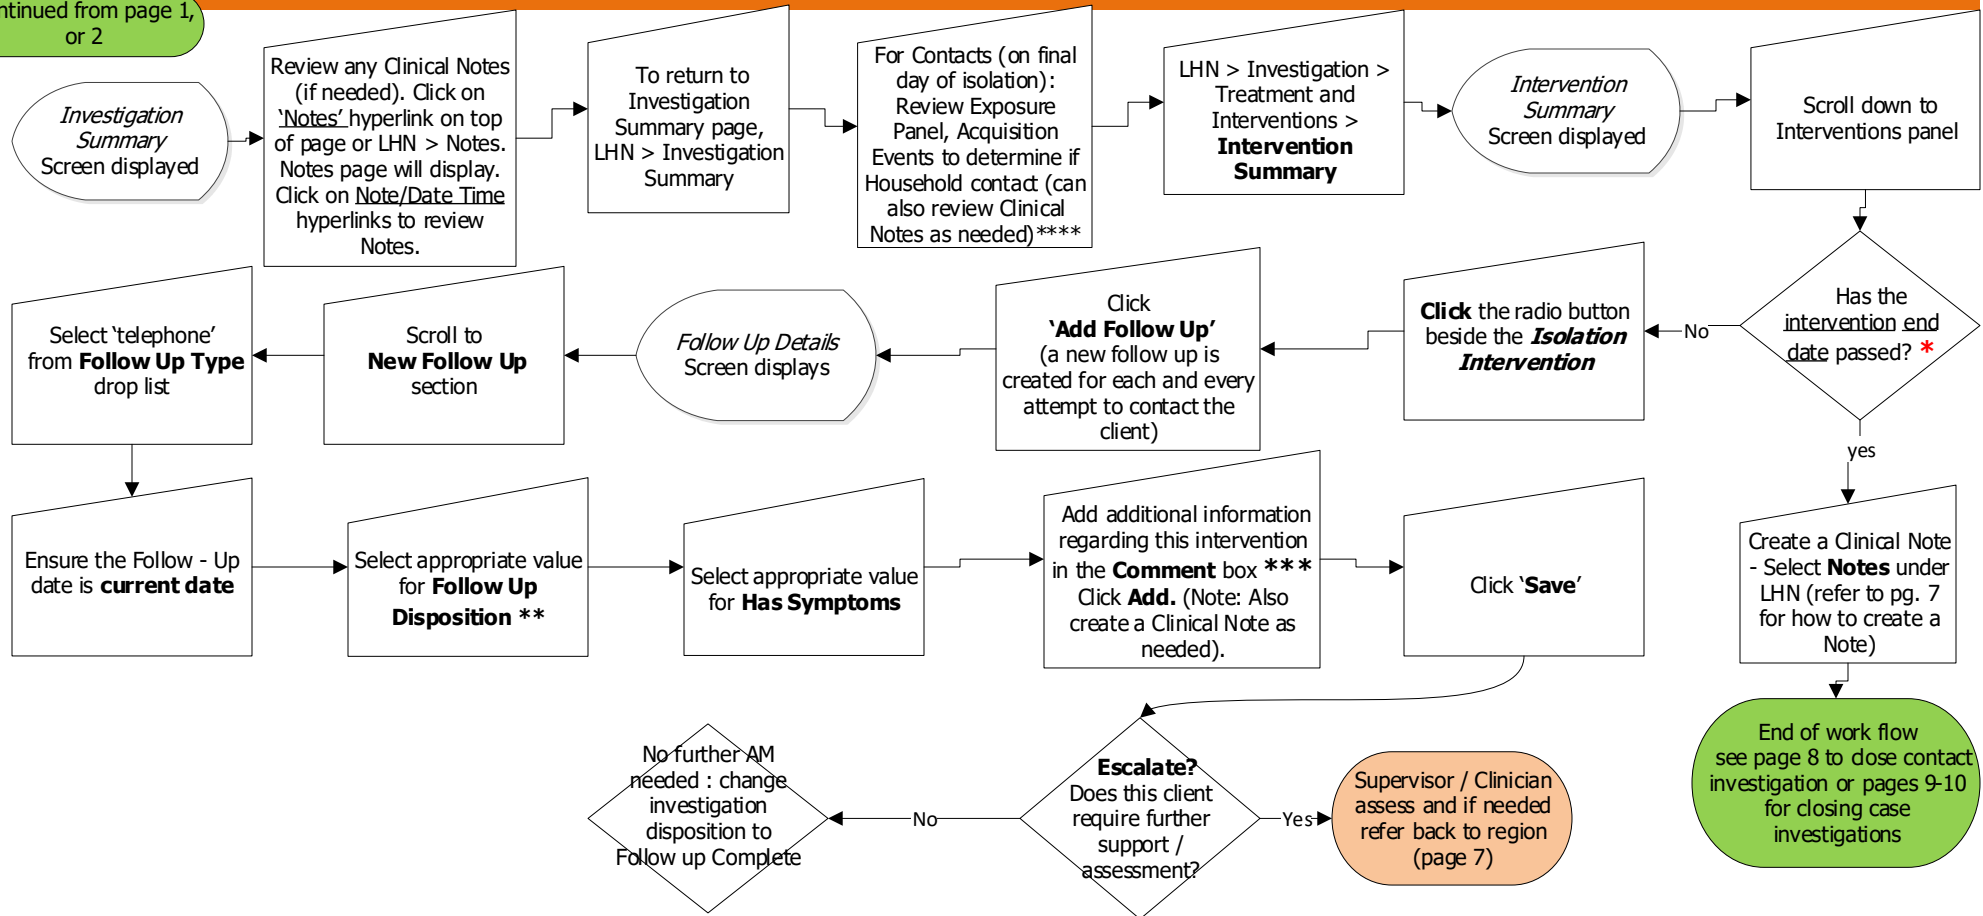 ntinued from page 1,
or 2
Investigation
Summary
Screen displayed
Review any Clinical Notes
(if needed). Click on
‘Notes’ hyperlink on top
of page or LHN > Notes.
Notes page will display.
Click on Note/Date Time
hyperlinks to review
Notes.
To return to
Investigation
Summary page,
LHN > Investigation
Summary
For Contacts (on final
day of isolation):
Review Exposure
Panel, Acquisition
Events to determine if
Household contact (can
also review Clinical
Notes as needed)****
LHN > Investigation >
Treatment and
Interventions >
Intervention
Summary
Intervention
Summary
Screen displayed
Scroll down to
Interventions panel
Has the
intervention end
date passed? *
No
yes
Click the radio button
beside the Isolation
Intervention
Click
‘Add Follow Up’
(a new follow up is
created for each and every
attempt to contact the
client)
Follow Up Details
Screen displays
Scroll to
New Follow Up
section
Select ‘telephone’
from Follow Up Type
drop list
Ensure the Follow - Up
date is current date
Select appropriate value
for Follow Up
Disposition **
Select appropriate value
for Has Symptoms
Add additional information
regarding this intervention
in the Comment box ***
Click Add. (Note: Also
create a Clinical Note as
needed).
Click ‘Save’
Create a Clinical Note
- Select Notes under
LHN (refer to pg. 7
for how to create a
Note)
End of work flow
see page 8 to close contact
investigation or pages 9-10
for closing case
investigations
Escalate?
Does this client
require further
support /
assessment?
No
Yes
No further AM
needed : change
investigation
disposition to
Follow up Complete
Supervisor / Clinician
assess and if needed
refer back to region
(page 7)